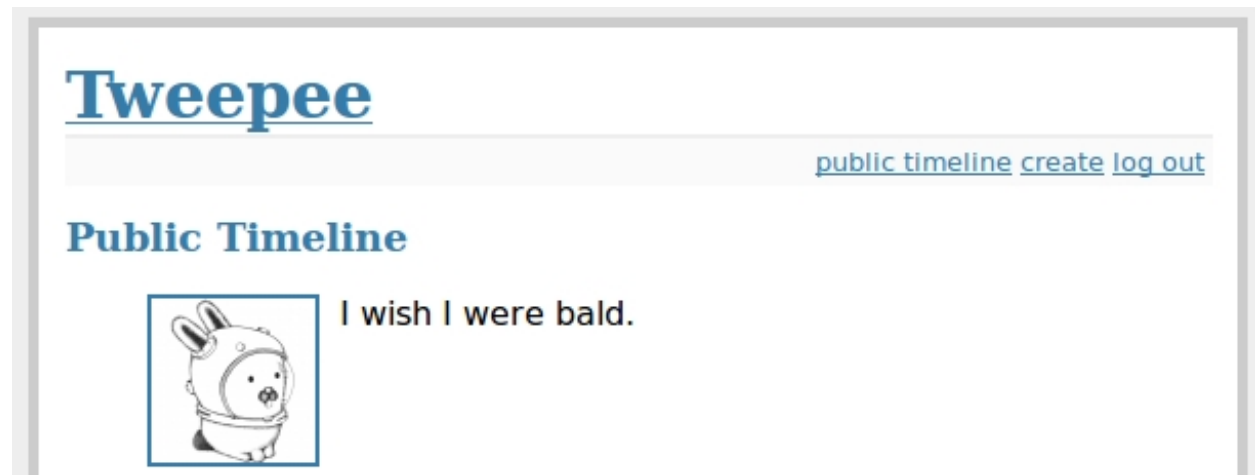 Tweepee
public timeline create log out
Public Timeline
I wish I were bald.